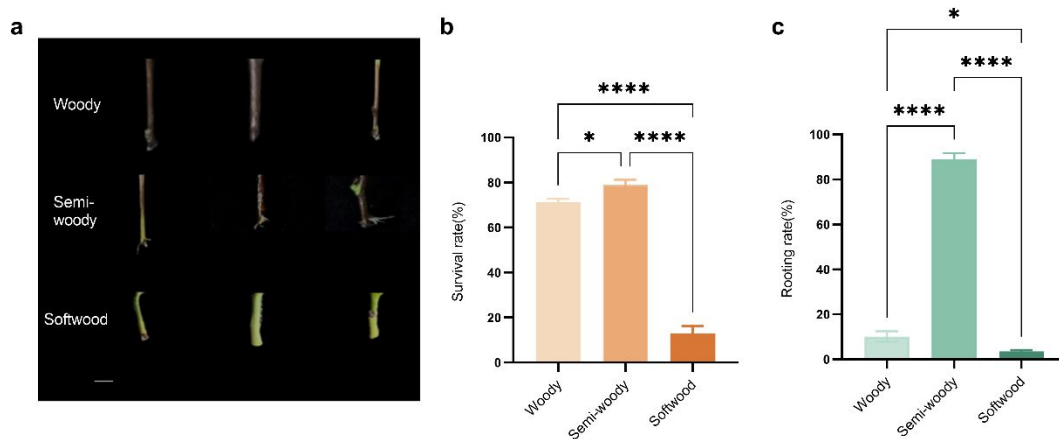 a
Woody
Semi-
woody
Softwood
b
****
*
****
100
80
60
40
20
0
Survival rate(%)
Woody
Semi-woody
Softwood
c
*
****
****
100
80
60
40
20
0
Rooting rate(%)
Woody
Semi-woody
Softwood